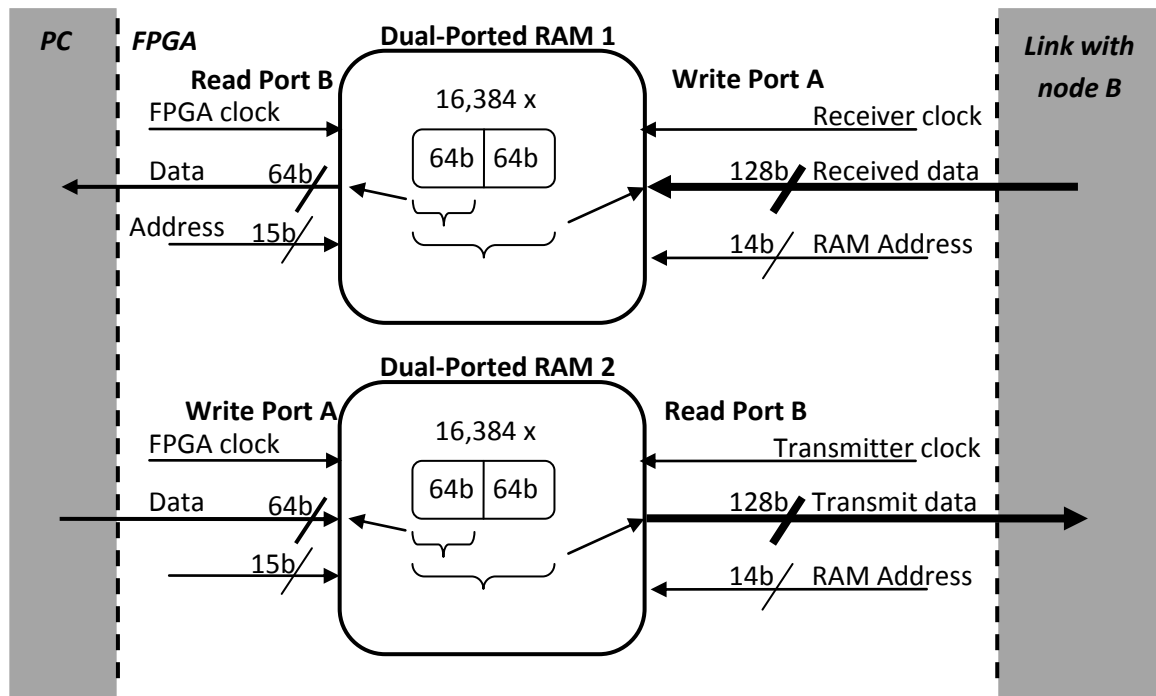 PC
FPGA
Dual-Ported RAM 1
Link with
node B
Read Port B
Write Port A
16,384 x
FPGA clock
Receiver clock
64b 64b
Data
64b
128b
Received data
Address
15b
14b
RAM Address
Dual-Ported RAM 2
Write Port A
Read Port B
16,384 x
FPGA clock
Transmitter clock
64b 64b
Data
64b
128b
Transmit data
15b
14b
RAM Address